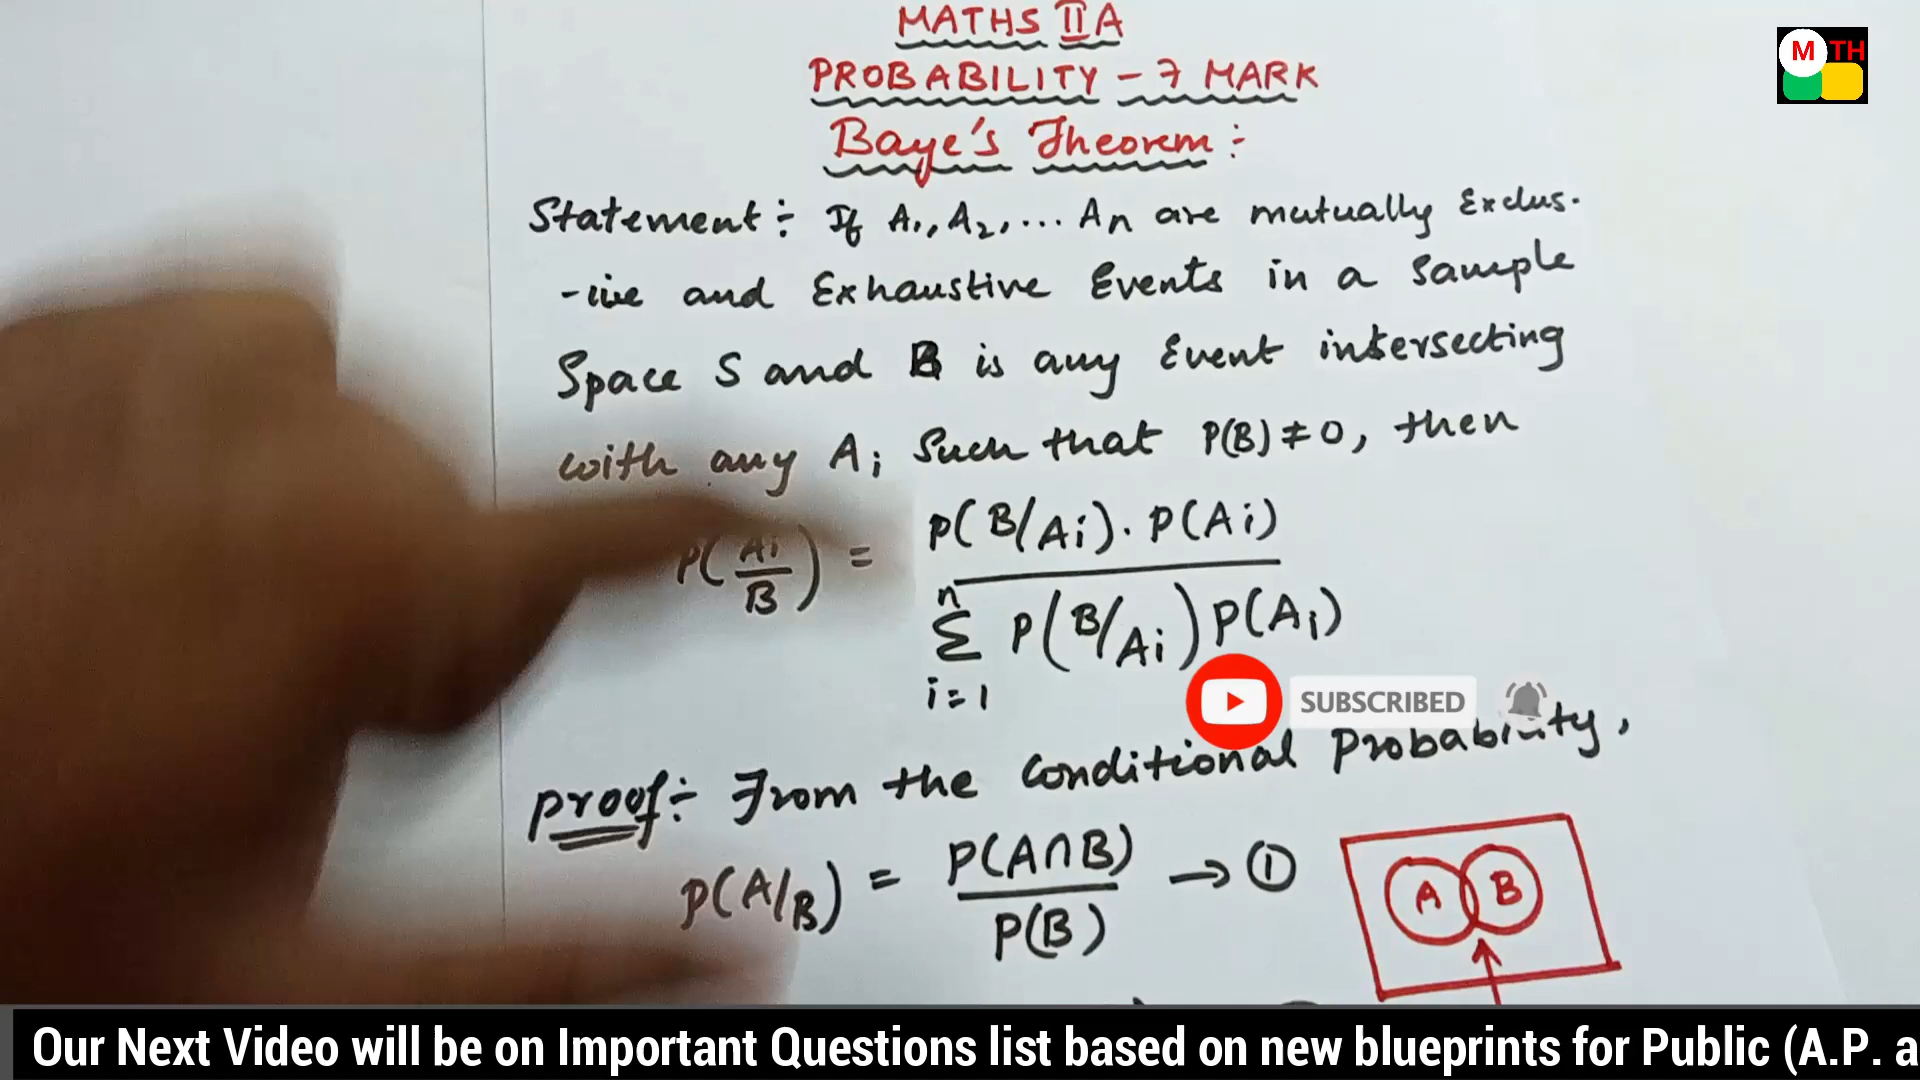 MATHS IIA
M TH
PROBABILITY - 7 MARK
Baye's Theorem :-
Statement :- If A₁, A₂, ... Aₙ are mutually Exclus-
-ive and Exhaustive Events in a Sample
Space S and B is any Event intersecting
with any Aᵢ Such that P(B) ≠ 0, then
P(Ai/B) = P(B/Ai). P(Ai)
n
Σ P(B/Ai) P(Ai)
i=1
SUBSCRIBED
Proof :- From the Conditional Probability,
P(A/B) = P(A∩B)/P(B) → ①
A B
Our Next Video will be on Important Questions list based on new blueprints for Public (A.P. a